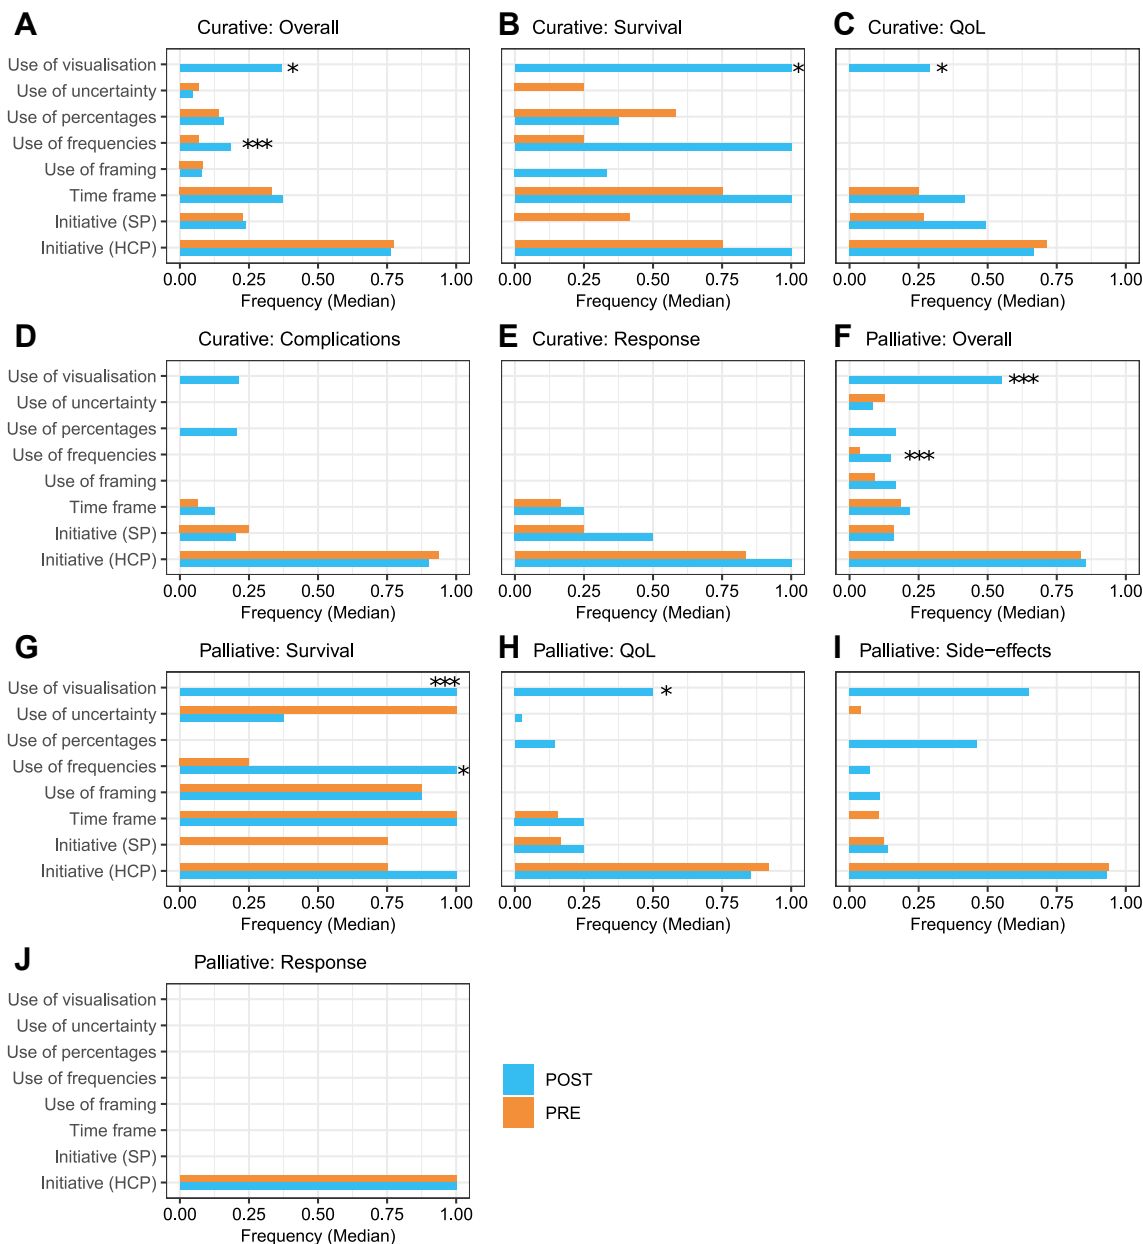 A
Curative: Overall
B
Curative: Survival
C
Curative: QoL
Use of visualisation
Use of uncertainty
Use of percentages
Use of frequencies
Use of framing
Time frame
Initiative (SP)
Initiative (HCP)
*
***
*
*
0.00 0.25 0.50 0.75 1.00
Frequency (Median)
0.00 0.25 0.50 0.75 1.00
Frequency (Median)
0.00 0.25 0.50 0.75 1.00
Frequency (Median)
D
Curative: Complications
E
Curative: Response
F
Palliative: Overall
Use of visualisation
Use of uncertainty
Use of percentages
Use of frequencies
Use of framing
Time frame
Initiative (SP)
Initiative (HCP)
***
***
0.00 0.25 0.50 0.75 1.00
Frequency (Median)
0.00 0.25 0.50 0.75 1.00
Frequency (Median)
0.00 0.25 0.50 0.75 1.00
Frequency (Median)
G
Palliative: Survival
H
Palliative: QoL
I
Palliative: Side−effects
Use of visualisation
Use of uncertainty
Use of percentages
Use of frequencies
Use of framing
Time frame
Initiative (SP)
Initiative (HCP)
***
*
*
0.00 0.25 0.50 0.75 1.00
Frequency (Median)
0.00 0.25 0.50 0.75 1.00
Frequency (Median)
0.00 0.25 0.50 0.75 1.00
Frequency (Median)
J
Palliative: Response
Use of visualisation
Use of uncertainty
Use of percentages
Use of frequencies
Use of framing
Time frame
Initiative (SP)
Initiative (HCP)
0.00 0.25 0.50 0.75 1.00
Frequency (Median)
POST
PRE